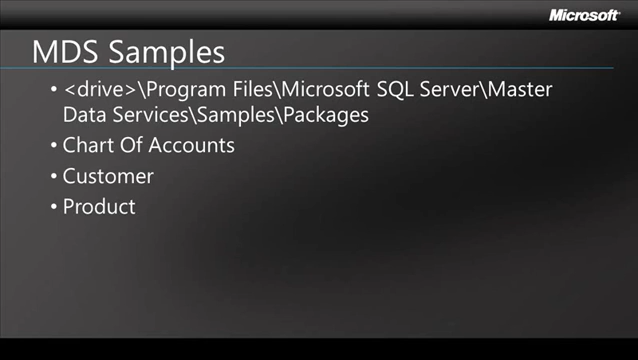 Microsoft
MDS Samples
• <drive>\Program Files\Microsoft SQL Server\Master
Data Services\Samples\Packages
• Chart Of Accounts
• Customer
• Product